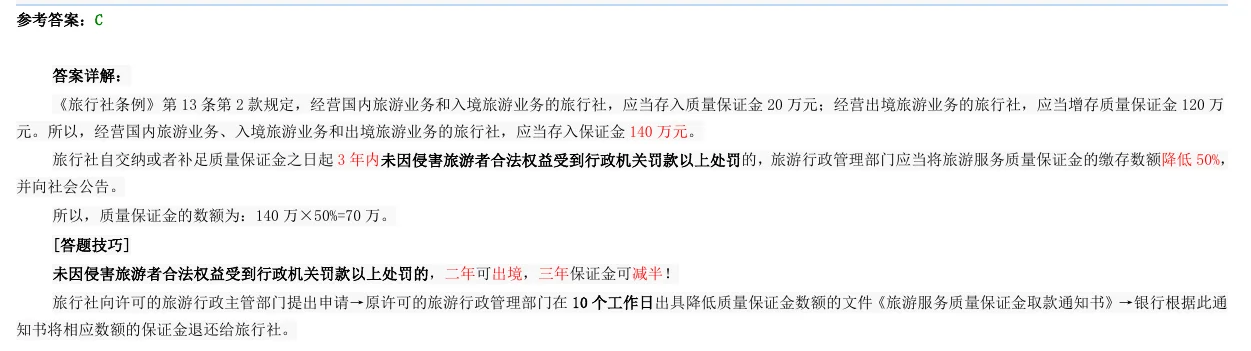 参考答案：C
答案详解：
《旅行社条例》第 13 条第 2 款规定，经营国内旅游业务和入境旅游业务的旅行社，应当存入质量保证金 20 万元；经营出境旅游业务的旅行社，应当增存质量保证金 120 万
元。所以，经营国内旅游业务、入境旅游业务和出境旅游业务的旅行社，应当存入保证金 140 万元。
旅行社自交纳或者补足质量保证金之日起 3 年内未因侵害旅游者合法权益受到行政机关罚款以上处罚的，旅游行政管理部门应当将旅游服务质量保证金的缴存数额降低 50%，
并向社会公告。
所以，质量保证金的数额为：140 万×50%=70 万。
[答题技巧]
未因侵害旅游者合法权益受到行政机关罚款以上处罚的，二年可出境，三年保证金可减半！
旅行社向许可的旅游行政主管部门提出申请→原许可的旅游行政管理部门在 10 个工作日出具降低质量保证金数额的文件《旅游服务质量保证金取款通知书》→银行根据此通
知书将相应数额的保证金退还给旅行社。